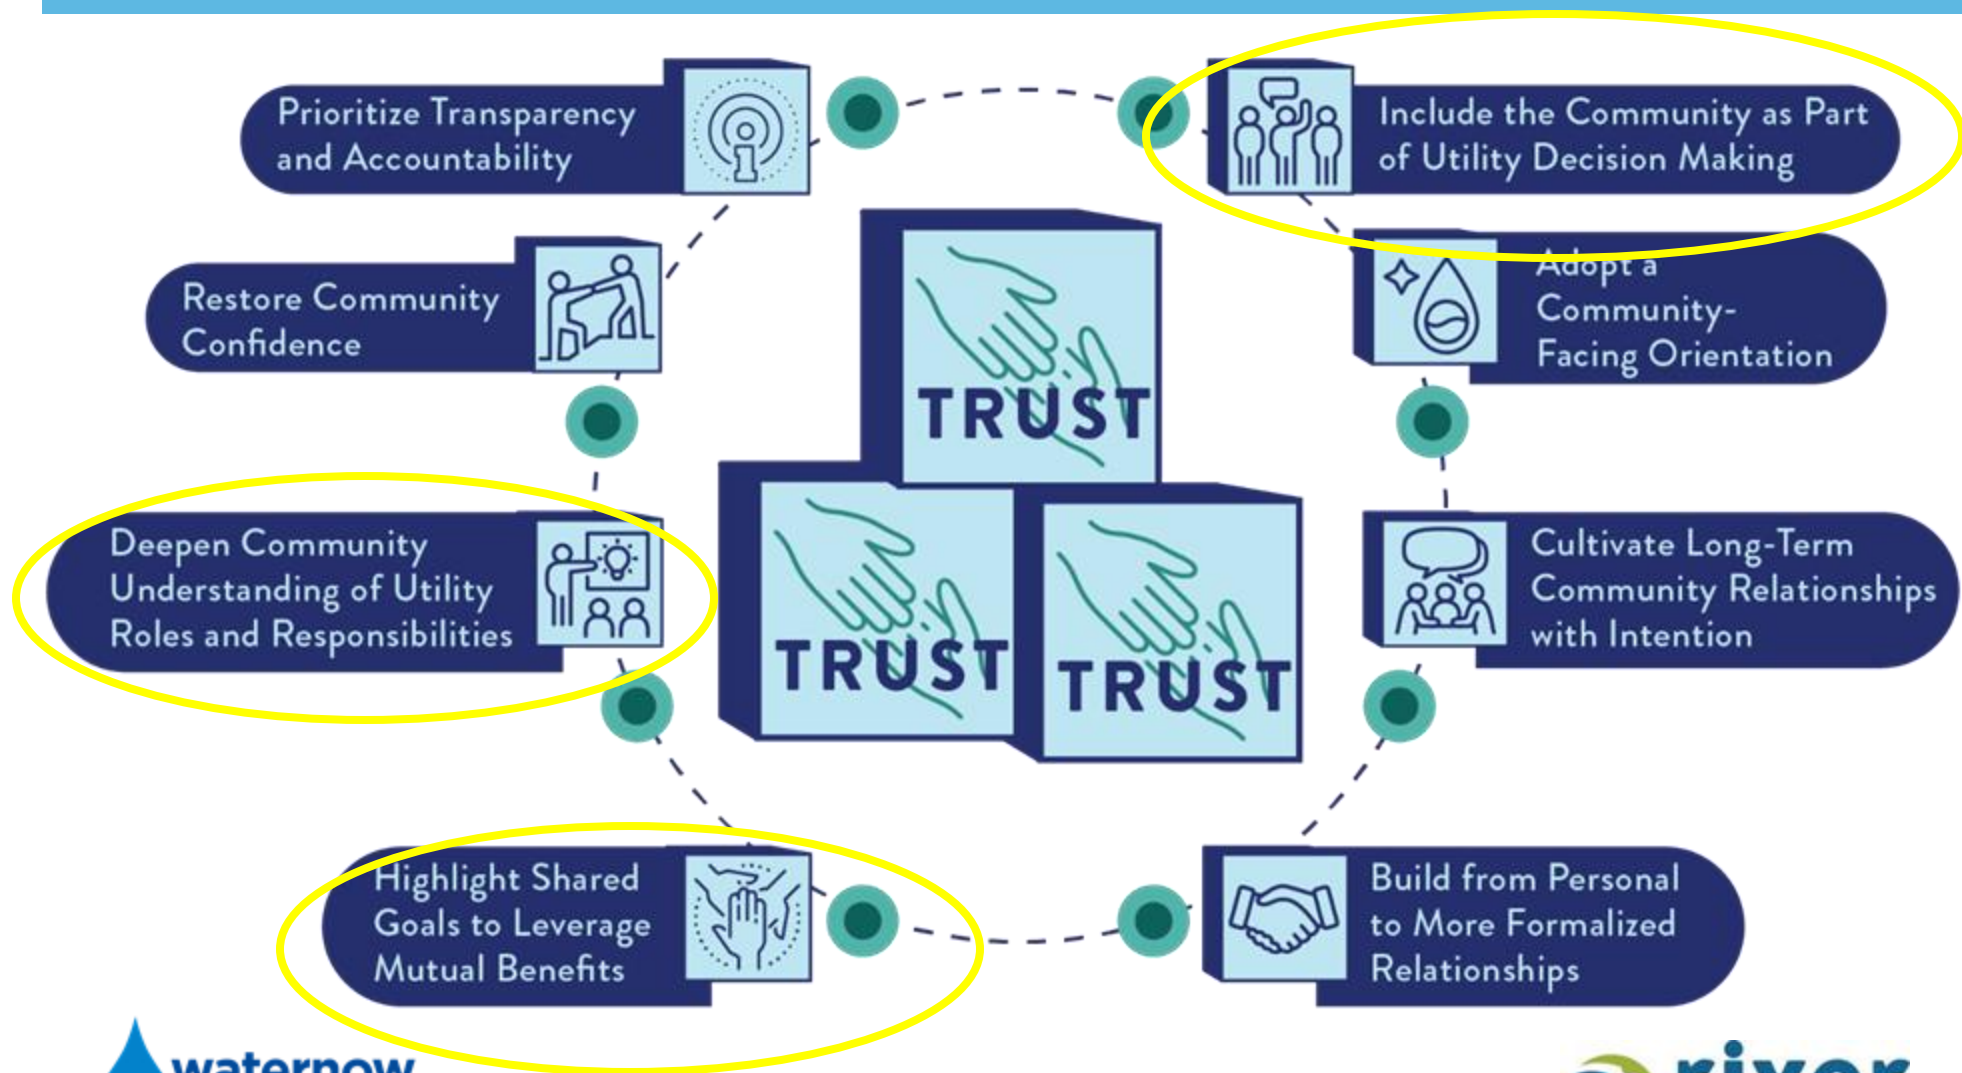 Prioritize Transparency
and Accountability
Include the Community as Part
of Utility Decision Making
Restore Community
Confidence
Adopt a
Community-
Facing Orientation
TRUST
Deepen Community
Understanding of Utility
Roles and Responsibilities
Cultivate Long-Term
Community Relationships
with Intention
TRUST
TRUST
Highlight Shared
Goals to Leverage
Mutual Benefits
Build from Personal
to More Formalized
Relationships
waternow
river